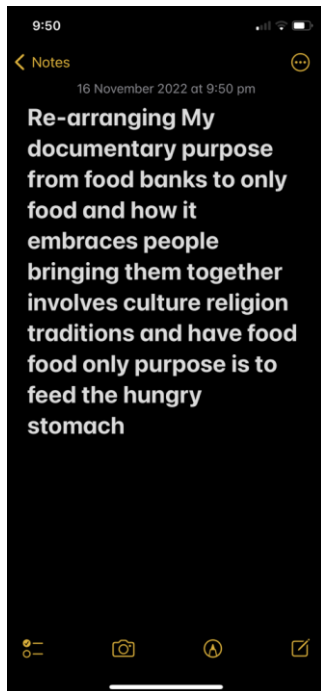 9:50
Notes
16 November 2022 at 9:50 pm
Re-arranging My
documentary purpose
from food banks to only
food and how it
embraces people
bringing them together
involves culture religion
traditions and have food
food only purpose is to
feed the hungry
stomach